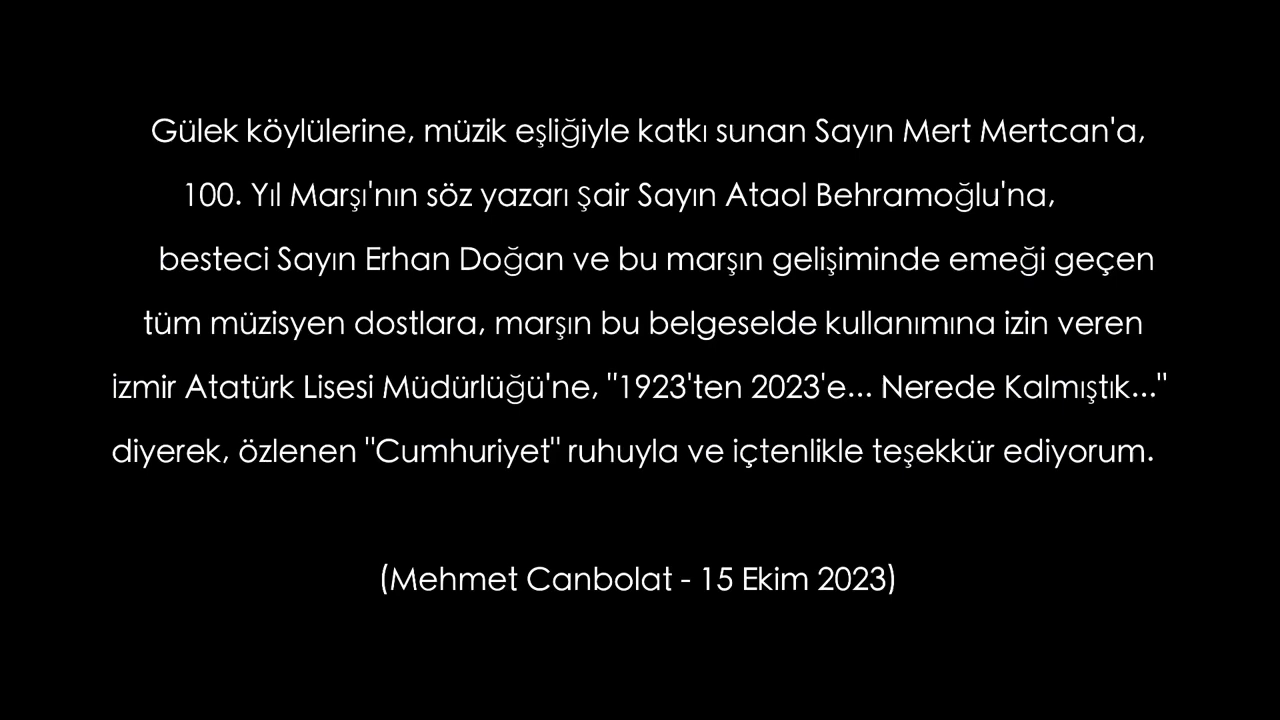 Gülek köylülerine, müzik eşliğiyle katkı sunan Sayın Mert Mertcan'a,
100. Yıl Marşı'nın söz yazarı Şair Sayın Ataol Behramoğlu'na,
besteci Sayın Erhan Doğan ve bu marşın gelişiminde emeği geçen
tüm müzisyen dostlara, marşın bu belgeselde kullanımına izin veren
izmir Atatürk Lisesi Müdürlüğü'ne, "1923'ten 2023'e... Nerede Kalmıştık..."
diyerek, özlenen "Cumhuriyet" ruhuyla ve içtenlikle teşekkür ediyorum.
(Mehmet Canbolat - 15 Ekim 2023)